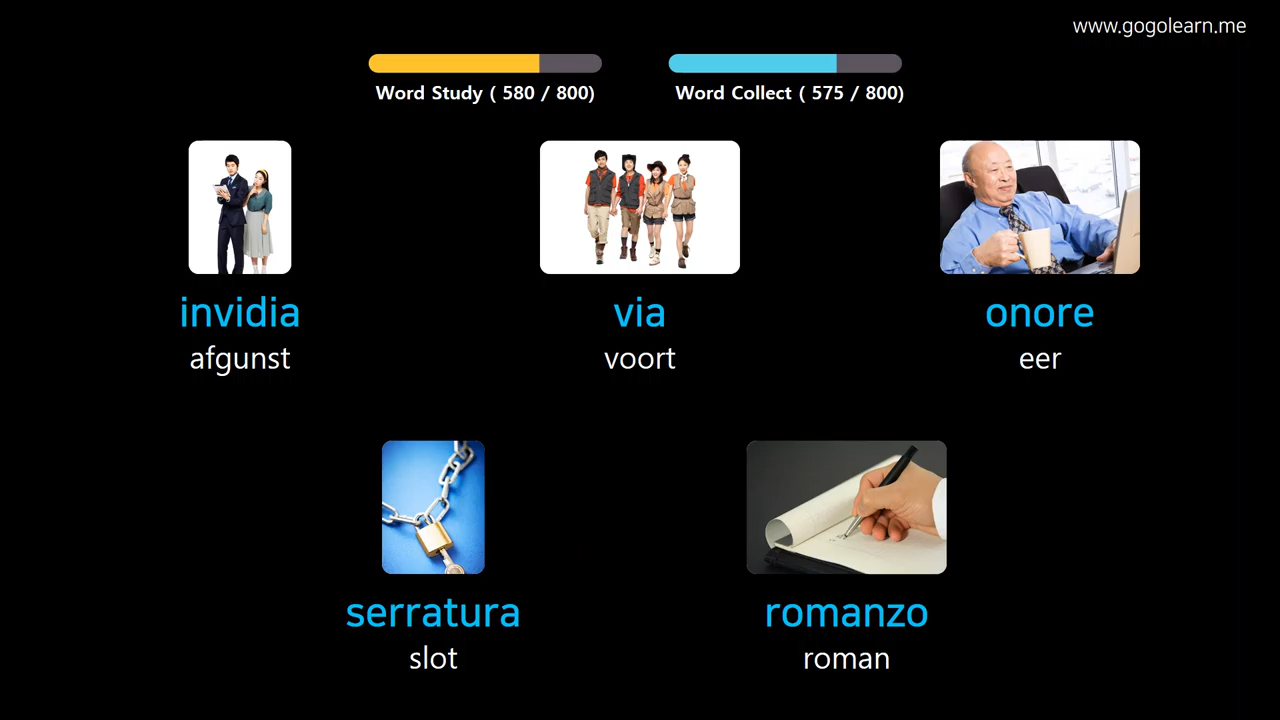 www.gogolearn.me
Word Study ( 580 / 800)
Word Collect ( 575 / 800)
invidia
afgunst
via
voort
onore
eer
serratura
slot
romanzo
roman